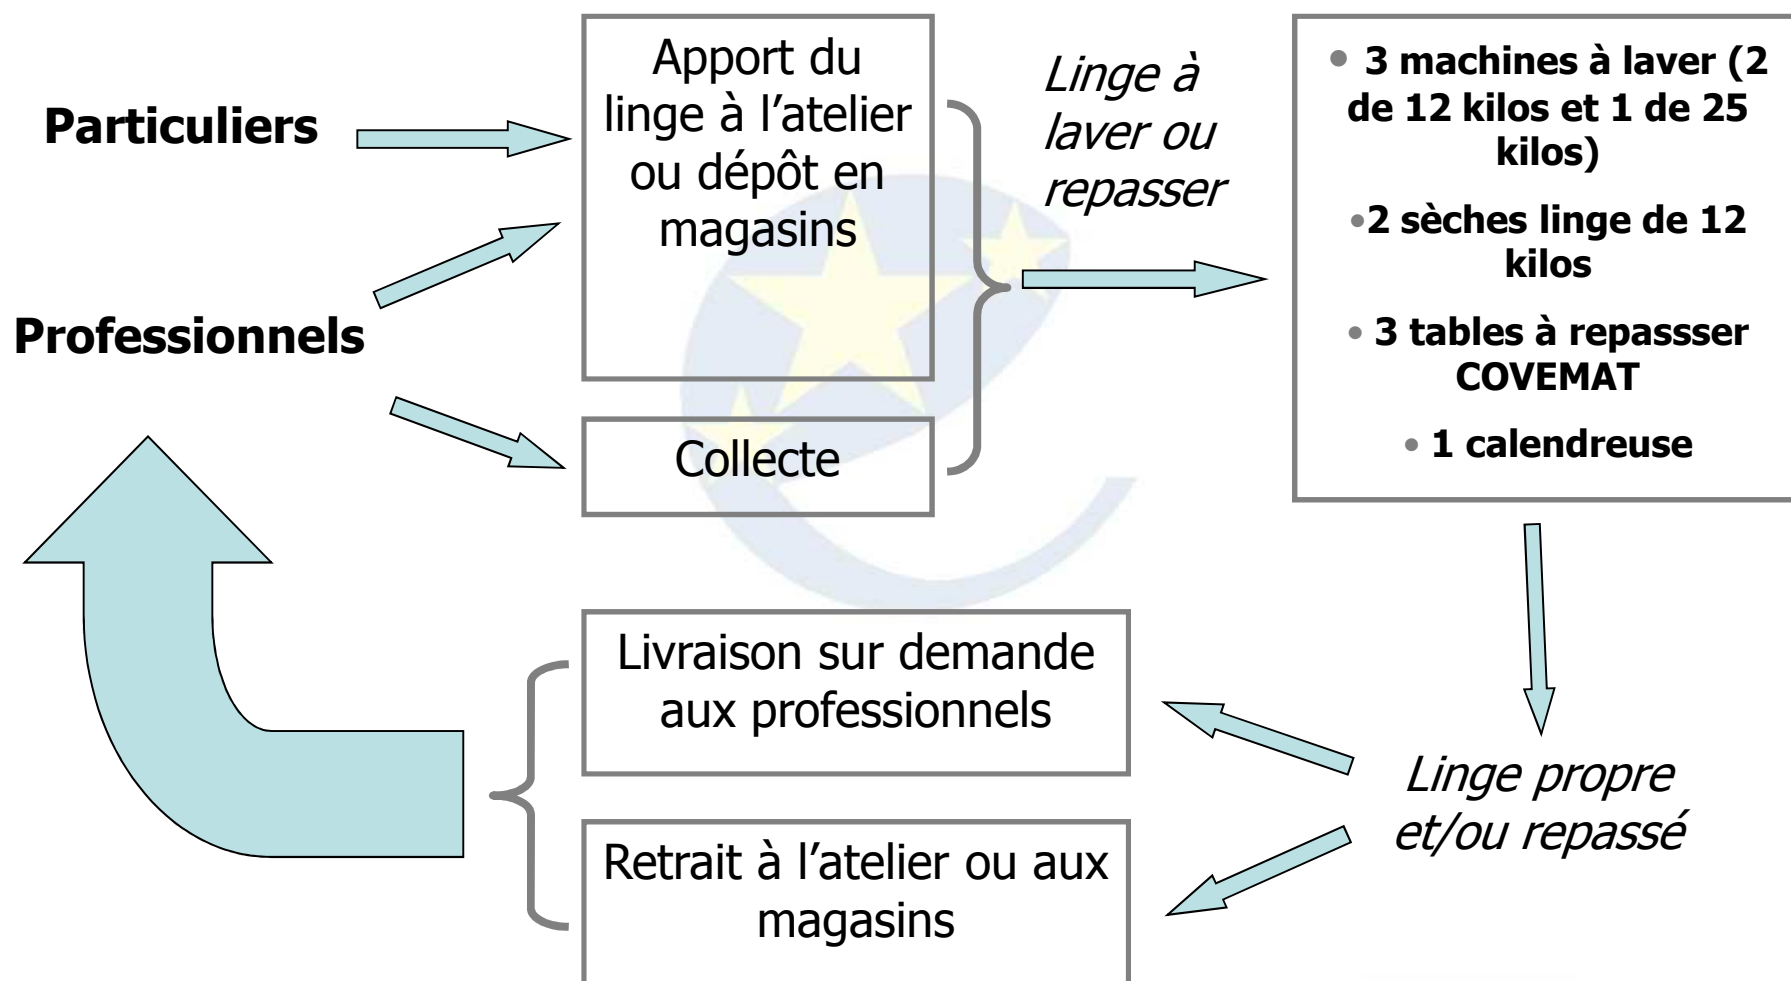 Particuliers
Professionnels
Apport du
linge à l’atelier
ou dépôt en
magasins
Collecte
Linge à
laver ou
repasser
• 3 machines à laver (2
de 12 kilos et 1 de 25
kilos)
•2 sèches linge de 12
kilos
• 3 tables à repassser
COVEMAT
• 1 calendreuse
Linge propre
et/ou repassé
Livraison sur demande
aux professionnels
Retrait à l’atelier ou aux
magasins